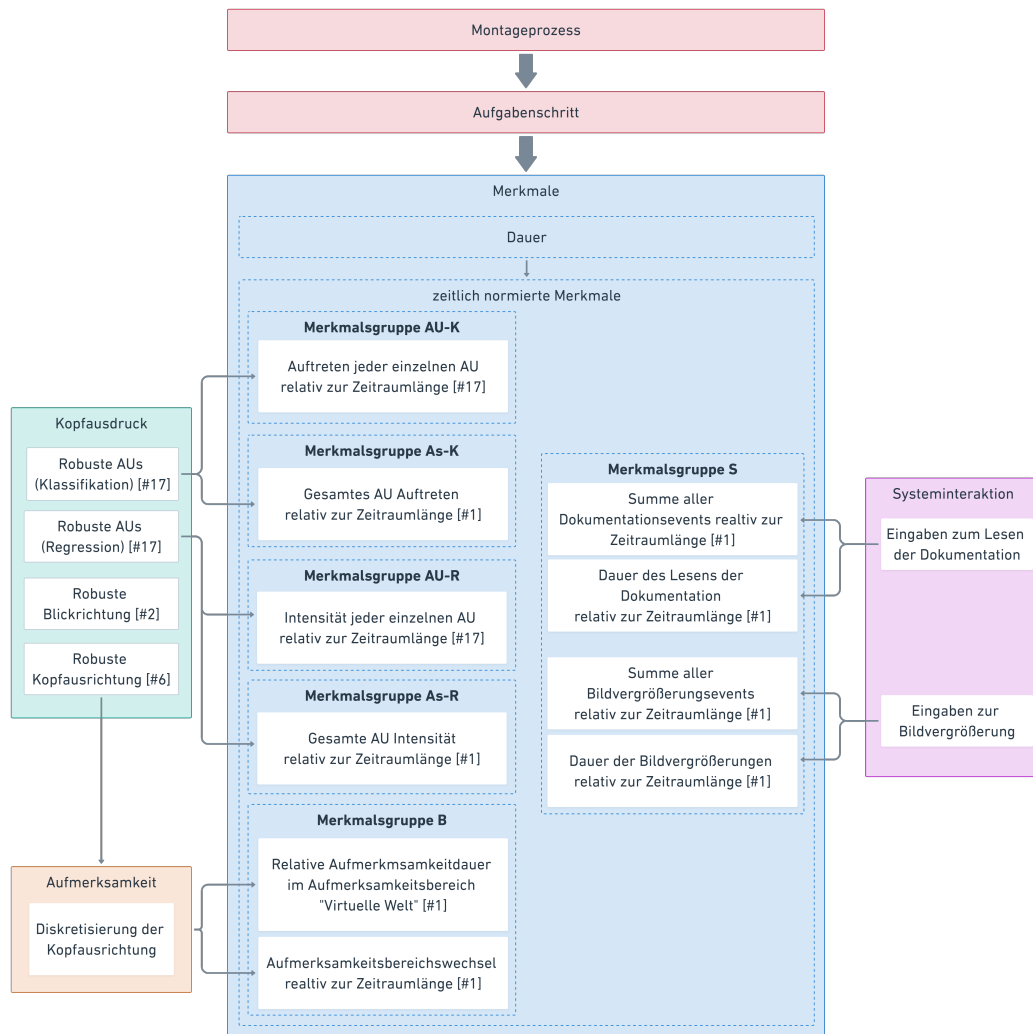 Montageprozess
Aufgabenschritt
Merkmale
Dauer
zeitlich normierte Merkmale
Merkmalsgruppe AU-K
Auftreten jeder einzelnen AU
relativ zur Zeitraumlänge [#17]
Merkmalsgruppe As-K
Gesamtes AU Auftreten
relativ zur Zeitraumlänge [#1]
Merkmalsgruppe AU-R
Intensität jeder einzelnen AU
relativ zur Zeitraumlänge [#17]
Merkmalsgruppe As-R
Gesamte AU Intensität
relativ zur Zeitraumlänge [#1]
Merkmalsgruppe B
Relative Aufmerkmsamkeitdauer
im Aufmerksamkeitsbereich
"Virtuelle Welt" [#1]
Aufmerksamkeitsbereichswechsel
realtiv zur Zeitraumlänge [#1]
Kopfausdruck
Robuste AUs
(Klassifikation) [#17]
Robuste AUs
(Regression) [#17]
Robuste
Blickrichtung [#2]
Robuste
Kopfausrichtung [#6]
Aufmerksamkeit
Diskretisierung der
Kopfausrichtung
Merkmalsgruppe S
Summe aller
Dokumentationsevents realtiv zur
Zeitraumlänge [#1]
Dauer des Lesens der
Dokumentation
relativ zur Zeitraumlänge [#1]
Summe aller
Bildvergrößerungsevents
relativ zur Zeitraumlänge [#1]
Dauer der Bildvergrößerungen
relativ zur Zeitraumlänge [#1]
Systeminteraktion
Eingaben zum Lesen
der Dokumentation
Eingaben zur
Bildvergrößerung